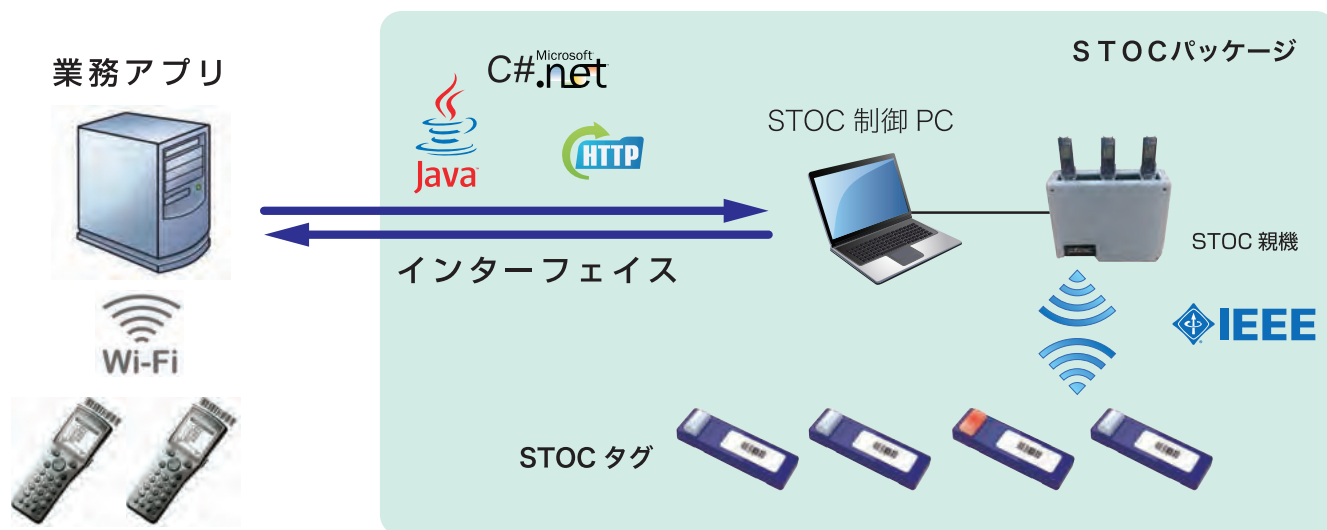 業務アプリ
C#
Microsoft
.net
Java
HTTP
STOCパッケージ
STOC 制御 PC
STOC 親機
インターフェイス
IEEE
Wi-Fi
STOC タグ